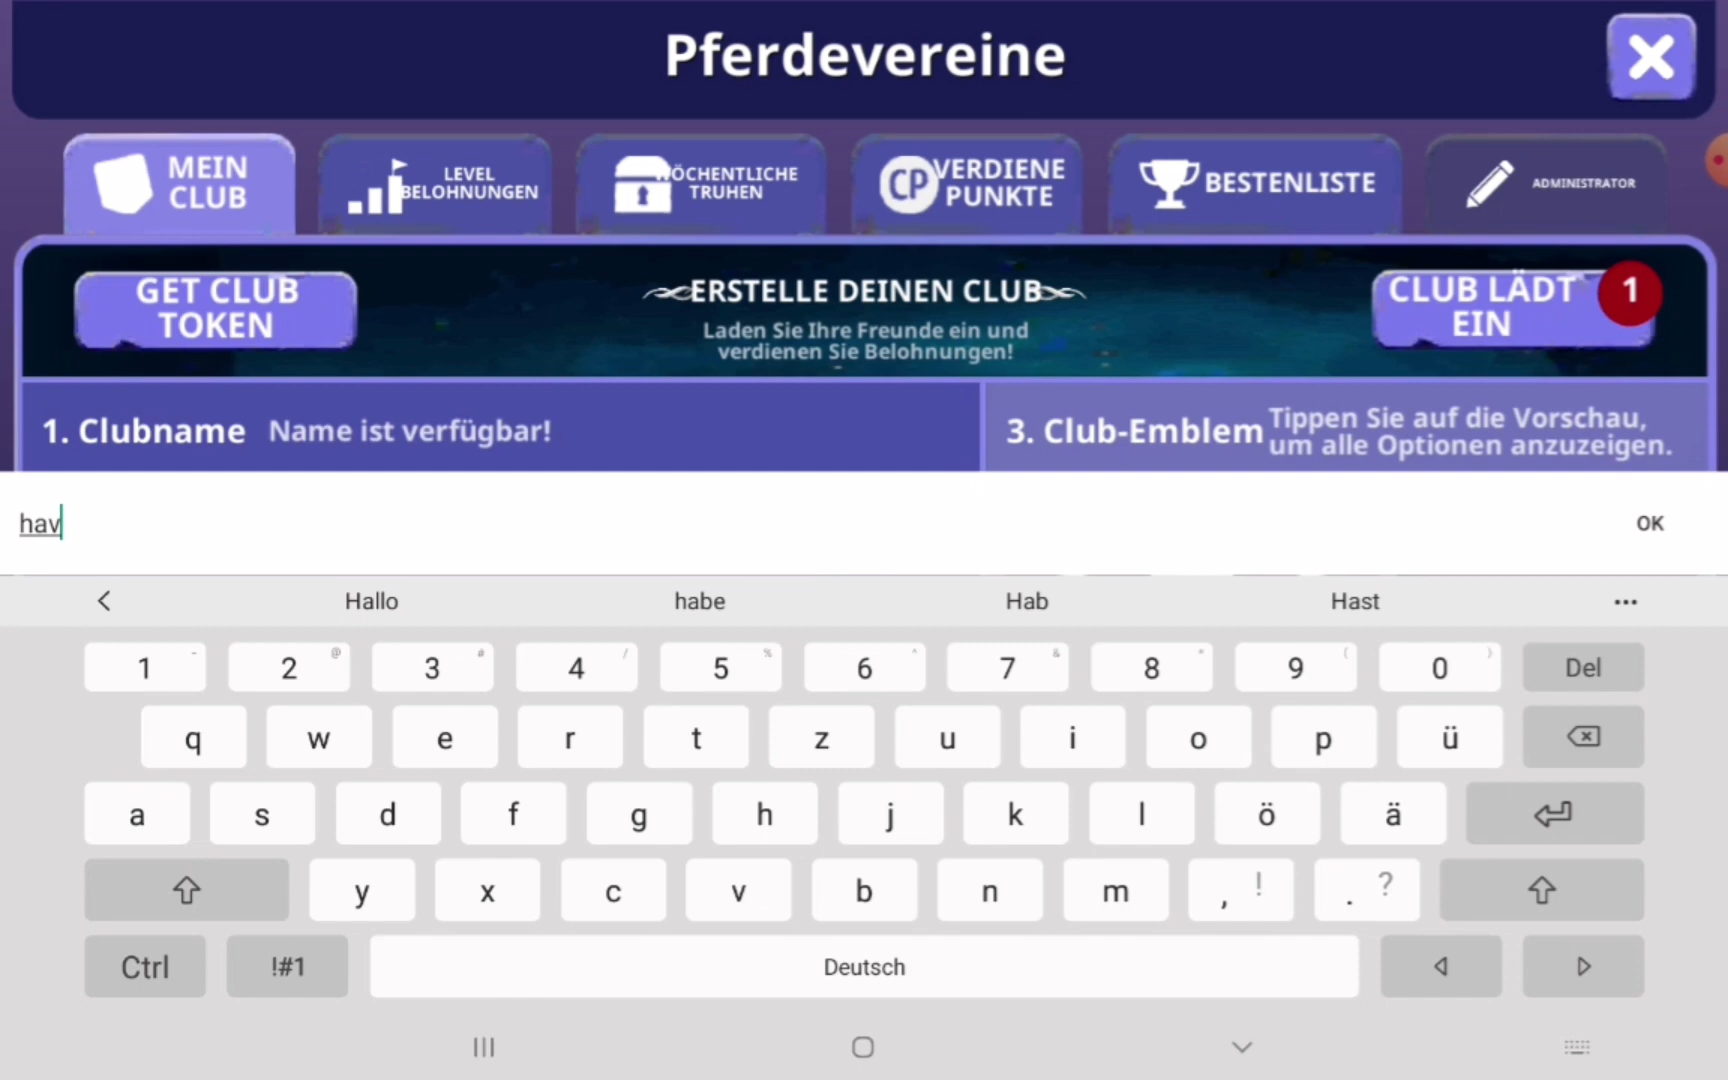 Pferdevereine
MEIN
CLUB
LEVEL
BELOHNUNGEN
WÖCHENTLICHE
TRUHEN
CP
VERDIENE
PUNKTE
BESTENLISTE
ADMINISTRATOR
GET CLUB
TOKEN
ERSTELLE DEINEN CLUB
Laden Sie Ihre Freunde ein und
verdienen Sie Belohnungen!
CLUB LÄDT
EIN
1
1. Clubname Name ist verfügbar!
3. Club-Emblem Tippen Sie auf die Vorschau,
um alle Optionen anzuzeigen.
hav
OK
Hallo habe Hab Hast
1 - 2 @ 3 # 4 / 5 % 6 ^ 7 & 8 * 9 ( 0 ) Del
q w e r t z u i o p ü
a s d f g h j k l ö ä
y x c v b n m , ! . ?
Ctrl !#1 Deutsch